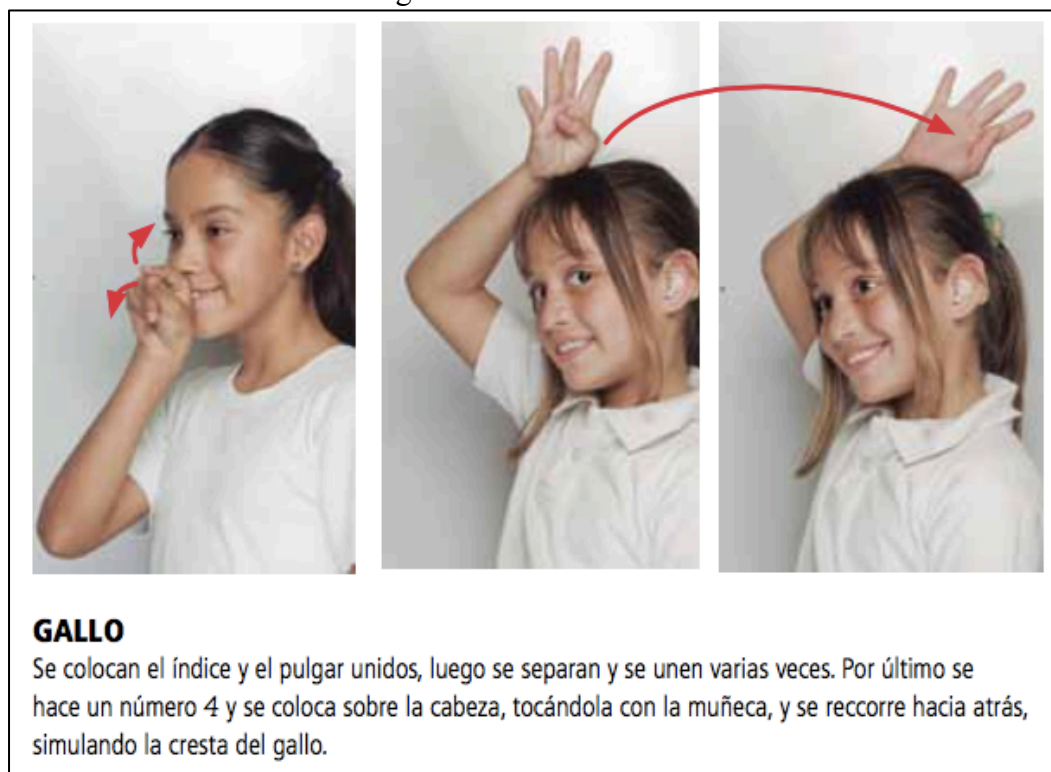 GALLO
Se colocan el índice y el pulgar unidos, luego se separan y se unen varias veces. Por último se
hace un número 4 y se coloca sobre la cabeza, tocándola con la muñeca, y se reccorre hacia atrás,
simulando la cresta del gallo.